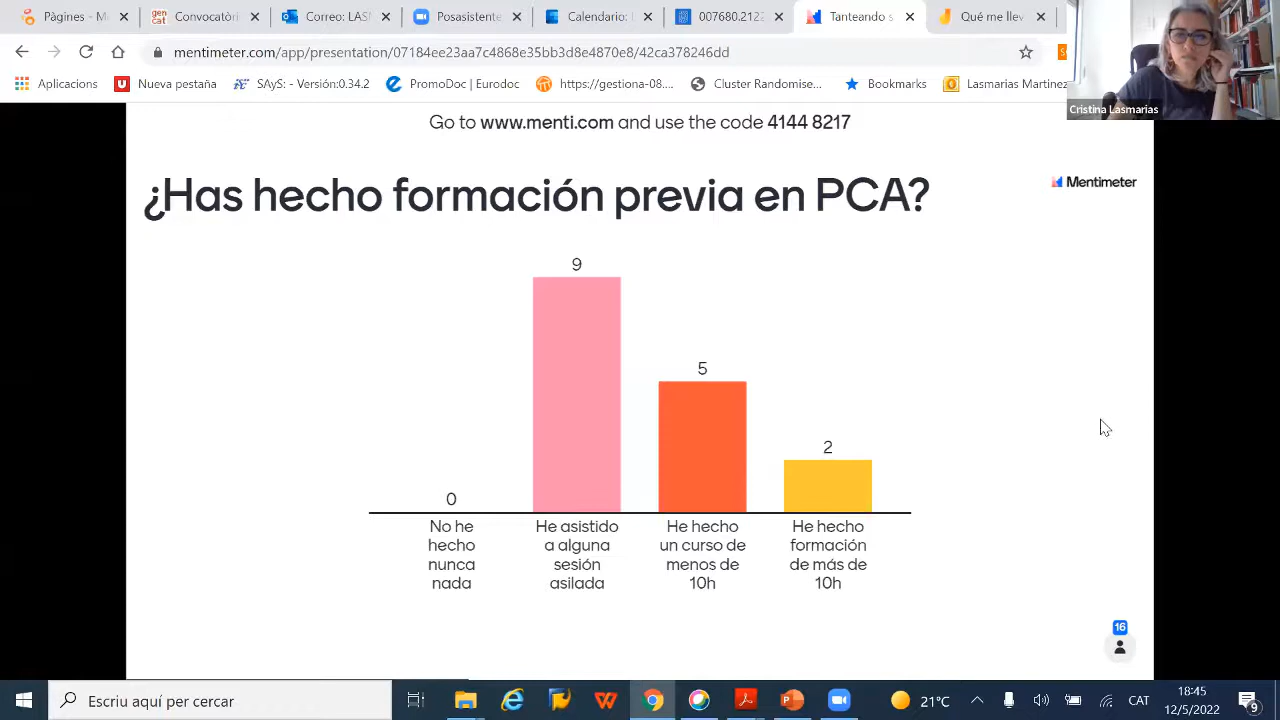 Pàgines - M
Convocatòri
Correo: LAS
Posasistente
Calendario: I
007680.212
Tanteando s
Qué me llev
mentimeter.com/app/presentation/07184ee23aa7c4868e35bb3d8e4870e8/42ca378246dd
Aplicacions
Nueva pestaña
SAyS: - Versión:0.34.2
PromoDoc | Eurodoc
https://gestiona-08....
Cluster Randomise...
Bookmarks
Lasmarias Martinez
Cristina Lasmarias
Go to www.menti.com and use the code 4144 8217
¿Has hecho formación previa en PCA?
Mentimeter
0
9
5
2
No he
hecho
nunca
nada
He asistido
a alguna
sesión
asilada
He hecho
un curso de
menos de
10h
He hecho
formación
de más de
10h
16
Escriu aquí per cercar
21°C
CAT
18:45
12/5/2022
9